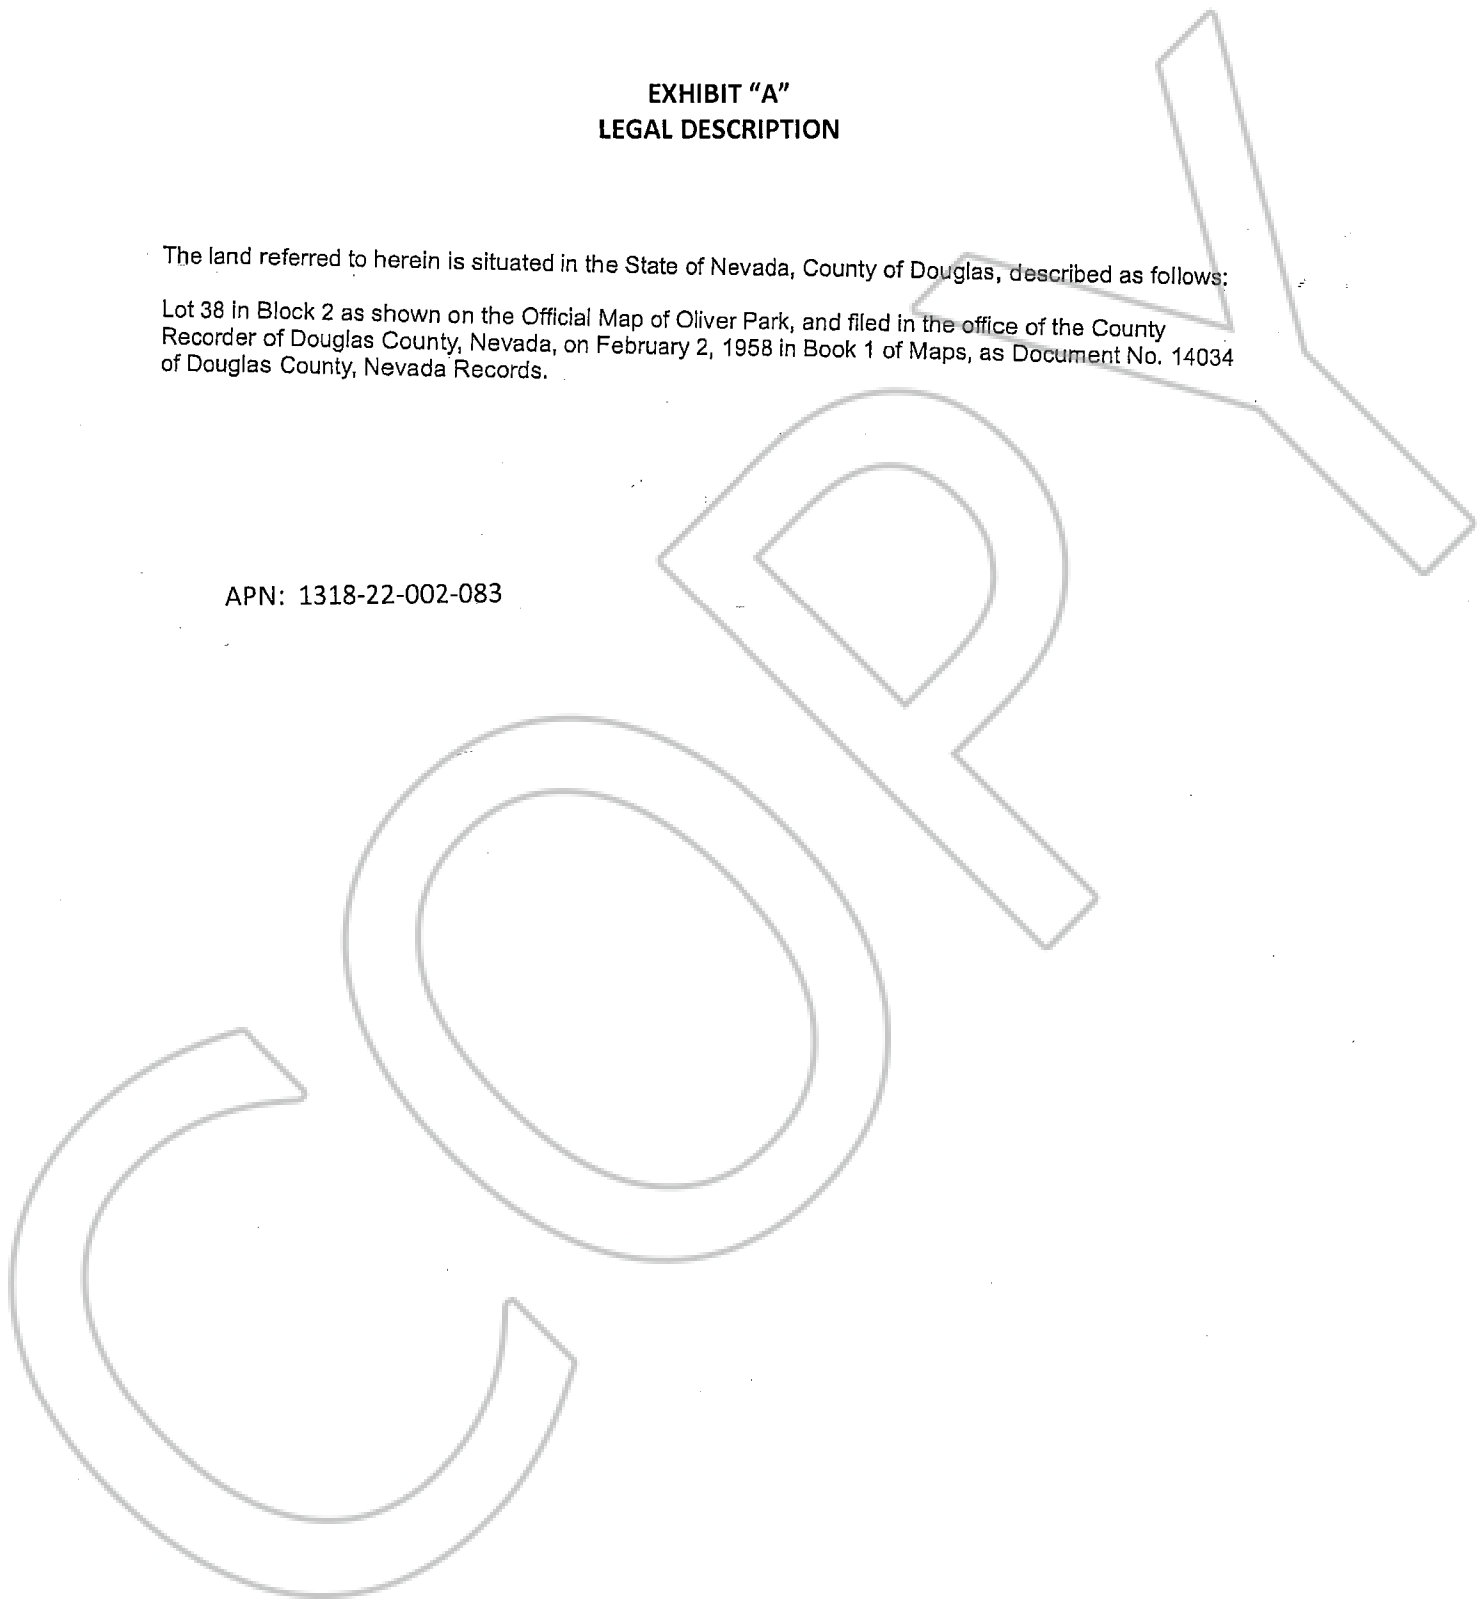 EXHIBIT “A”
LEGAL DESCRIPTION
The land referred to herein is situated in the State of Nevada, County of Douglas, described as follows:
Lot 38 in Block 2 as shown on the Official Map of Oliver Park, and filed in the office of the County
Recorder of Douglas County, Nevada, on February 2, 1958 in Book 1 of Maps, as Document No. 14034
of Douglas County, Nevada Records.
APN: 1318-22-002-083
COPY